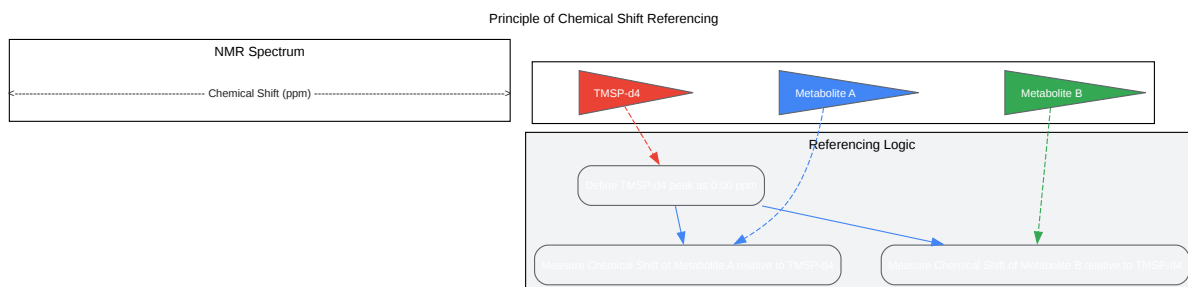 Principle of Chemical Shift Referencing
NMR Spectrum
<------------------------------------------------ Chemical Shift (ppm) ------------------------------------------------>
TMSP-d4
Metabolite A
Metabolite B
Referencing Logic
Define TMSP-d4 peak as 0.00 ppm
Measure Chemical Shift of Metabolite A relative to TMSP-d4
Measure Chemical Shift of Metabolite B relative to TMSP-d4